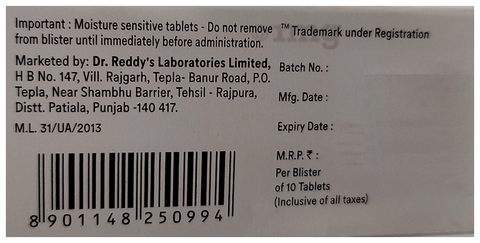 Important : Moisture sensitive tablets - Do not remove
from blister until immediately before administration.
Marketed by: Dr. Reddy's Laboratories Limited,
H B No. 147, Vill. Rajgarh, Tepla- Banur Road, P.O.
Tepla, Near Shambhu Barrier, Tehsil - Rajpura,
Distt. Patiala, Punjab -140 417.
M.L. 31/UA/2013
8 901148 250994
™Trademark under Registration
Batch No. :
Mfg. Date :
Expiry Date :
M.R.P. ₹ :
Per Blister
of 10 Tablets
(Inclusive of all taxes)